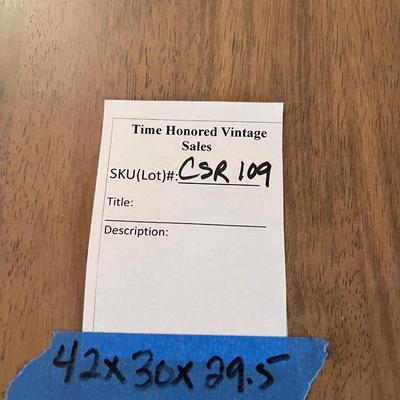 Time Honored Vintage
Sales
SKU(Lot)#: CSR 109
Title:
Description:
42x30x29.5